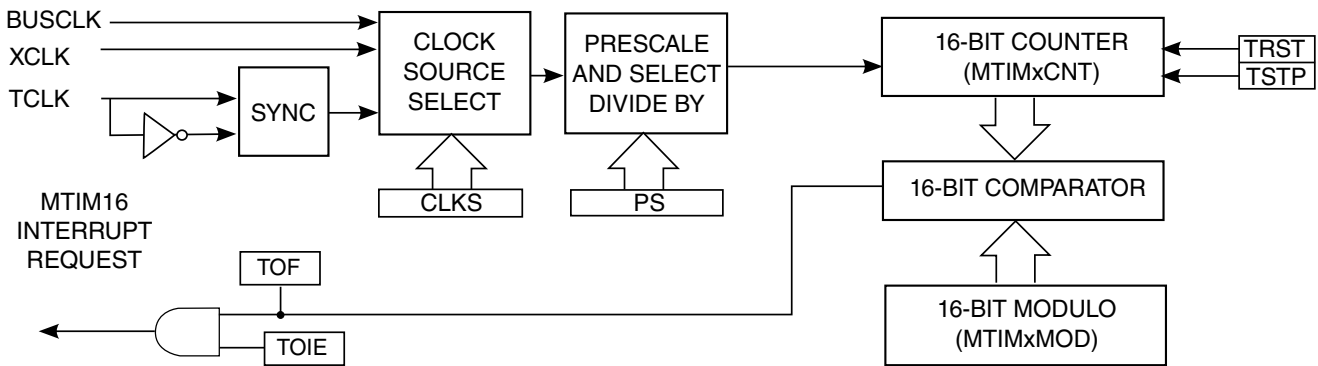 BUSCLK
XCLK
TCLK
SYNC
CLOCK
SOURCE
SELECT
CLKS
PRESCALE
AND SELECT
DIVIDE BY
PS
16-BIT COUNTER
(MTIMxCNT)
TRST
TSTP
16-BIT COMPARATOR
16-BIT MODULO
(MTIMxMOD)
MTIM16
INTERRUPT
REQUEST
TOF
TOIE